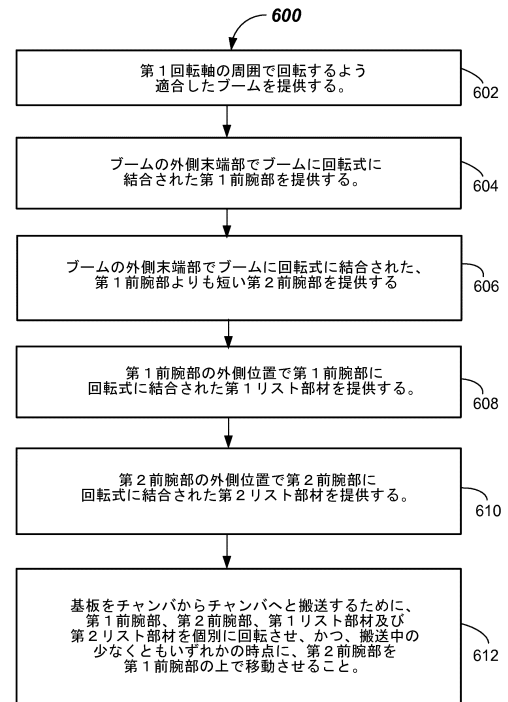 600
第1回転軸の周囲で回転するよう
適合したブームを提供する。
602
ブームの外側末端部でブームに回転式に
結合された第1前腕部を提供する。
604
ブームの外側末端部でブームに回転式に結合された、
第1前腕部よりも短い第2前腕部を提供する
606
第1前腕部の外側位置で第1前腕部に
回転式に結合された第1リスト部材を提供する。
608
第2前腕部の外側位置で第2前腕部に
回転式に結合された第2リスト部材を提供する。
610
基板をチャンバからチャンバへと搬送するために、
第1前腕部、第2前腕部、第1リスト部材及び
第2リスト部材を個別に回転させ、かつ、搬送中の
少なくともいずれかの時点に、第2前腕部を
第1前腕部の上で移動させること。
612